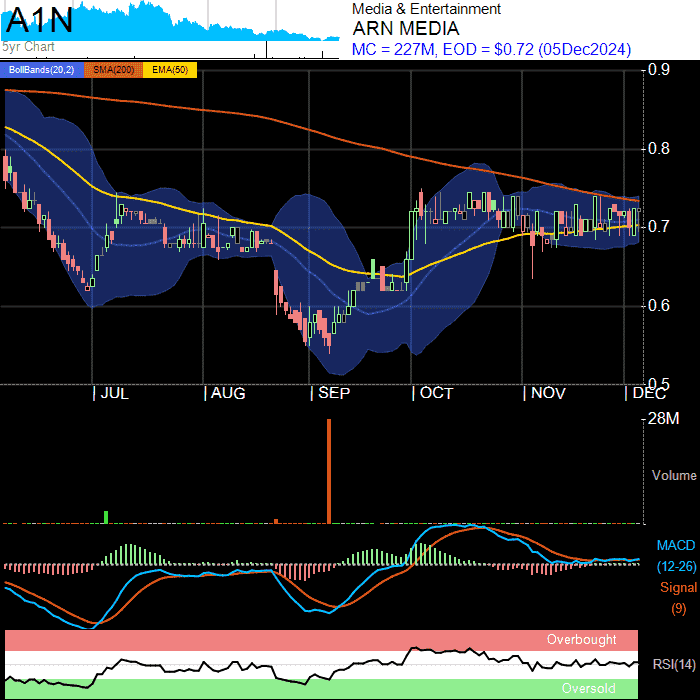 A1N
5yr Chart
Media & Entertainment
ARN MEDIA
MC = 227M, EOD = $0.72 (05Dec2024)
BollBands(20,2) SMA(200) EMA(50)
0.9
0.8
0.7
0.6
0.5
| JUL | AUG | SEP | OCT | NOV | DEC
28M
Volume
MACD
(12-26)
Signal
(9)
Overbought
RSI(14)
Oversold